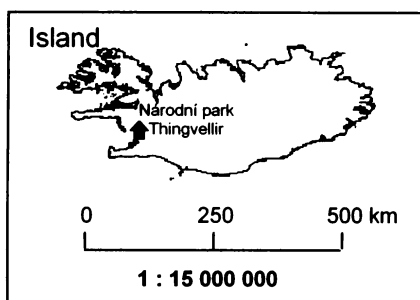 Island
Národní park
Thingvellir
0 250 500 km
1 : 15 000 000